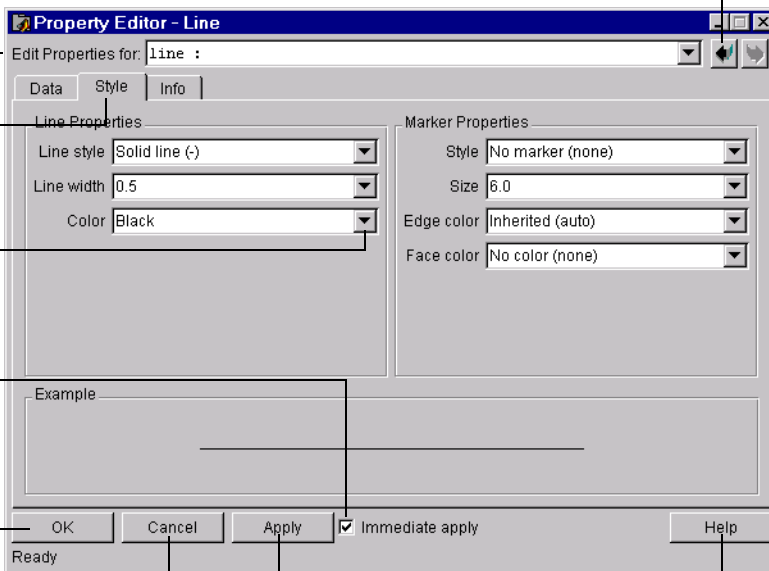 Property Editor - Line
Edit Properties for: line :
Data Style Info
Line Properties
Line style Solid line (-)
Line width 0.5
Color Black
Marker Properties
Style No marker (none)
Size 6.0
Edge color Inherited (auto)
Face color No color (none)
Example
OK Cancel Apply Immediate apply Help
Ready